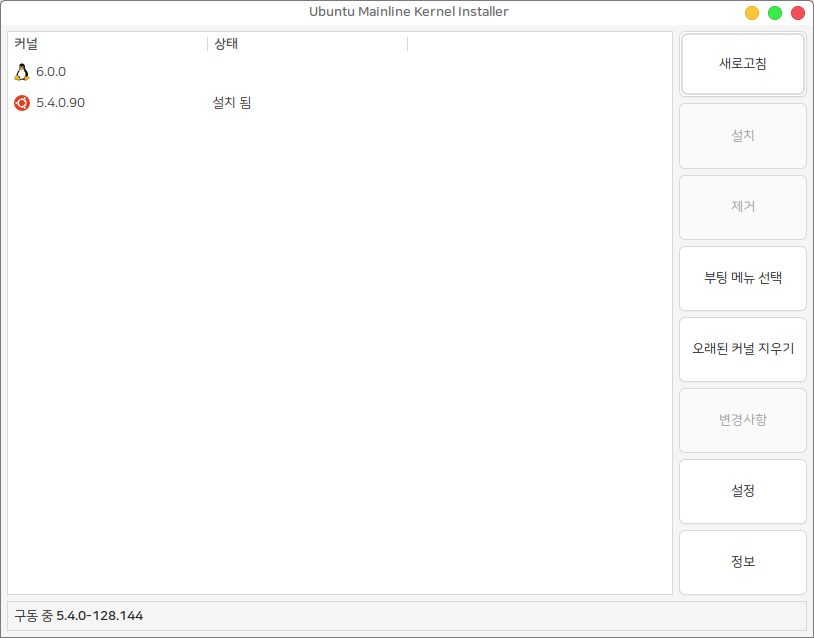 Ubuntu Mainline Kernel Installer
커널 상태
6.0.0
5.4.0.90 설치 됨
새로고침
설치
제거
부팅 메뉴 선택
오래된 커널 지우기
변경사항
설정
정보
구동 중 5.4.0-128.144